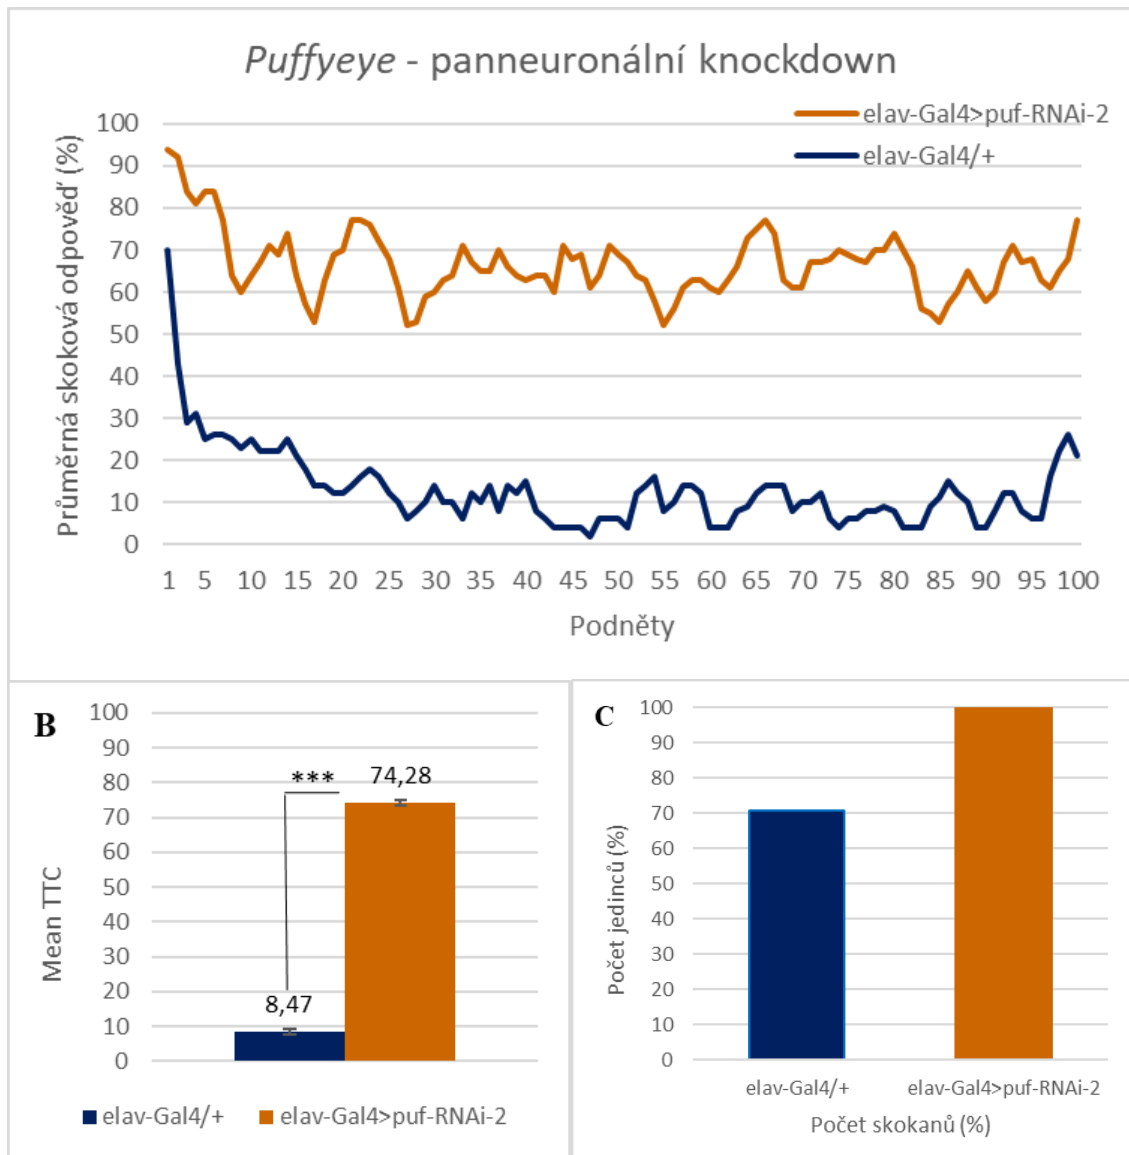 Puffyeye - panneuronální knockdown
elav-Gal4>puf-RNAi-2
elav-Gal4/+
Průměrná skoková odpověď (%)
100
90
80
70
60
50
40
30
20
10
0
1 5 10 15 20 25 30 35 40 45 50 55 60 65 70 75 80 85 90 95 100
Podněty
B
Mean TTC
100
90
80
70
60
50
40
30
20
10
0
***
74,28
8,47
elav-Gal4/+ elav-Gal4>puf-RNAi-2
C
Počet jedinců (%)
100
90
80
70
60
50
40
30
20
10
0
elav-Gal4/+ elav-Gal4>puf-RNAi-2
Počet skokanů (%)